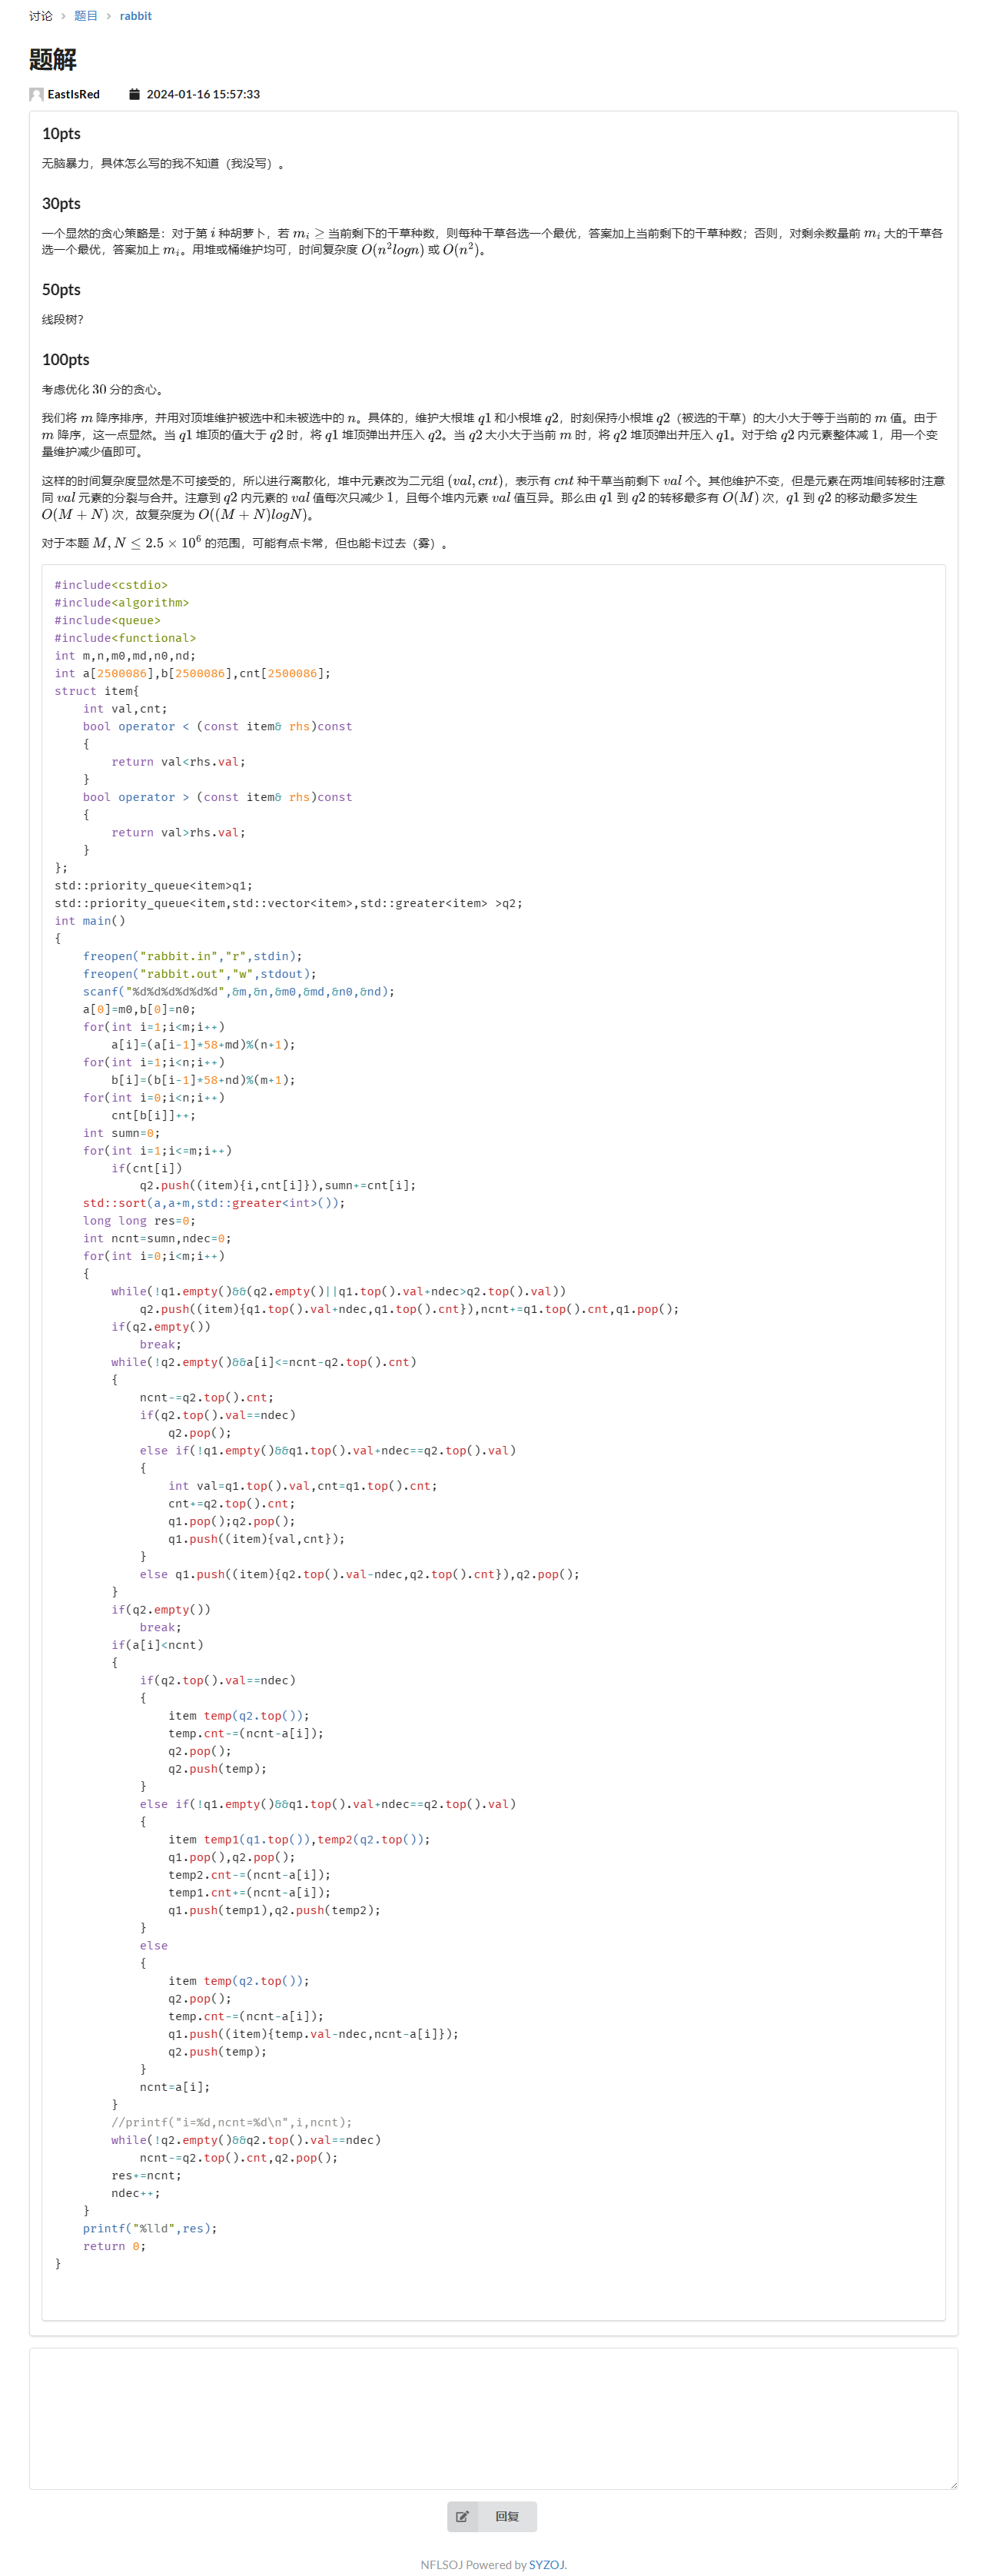 讨论 > 题目 > rabbit
题解
EastIsRed 2024-01-16 15:57:33
10pts
无脑暴力，具体怎么写的我不知道（我没写）。
30pts
一个显然的贪心策略是：对于第 i 种胡萝卜，若 m_i ≥ 当前剩下的干草种数，则每种干草各选一个最优，答案加上当前剩下的干草种数；否则，对剩余数量前 m_i 大的干草各
选一个最优，答案加上 m_i。用堆或桶维护均可，时间复杂度 O(n^2logn) 或 O(n^2)。
50pts
线段树？
100pts
考虑优化 30 分的贪心。
我们将 m 降序排序，并用对顶堆维护被选中和未被选中的 n。具体的，维护大根堆 q1 和小根堆 q2，时刻保持小根堆 q2（被选的干草）的大小大于等于当前的 m 值。由于
m 降序，这一点显然。当 q1 堆顶的值大于 q2 时，将 q1 堆顶弹出并压入 q2。当 q2 大小大于当前 m 时，将 q2 堆顶弹出并压入 q1。对于给 q2 内元素整体减 1，用一个变
量维护减少值即可。
这样的时间复杂度显然是不可接受的，所以进行离散化，堆中元素改为二元组 (val, cnt)，表示有 cnt 种干草当前剩下 val 个。其他维护不变，但是元素在两堆间转移时注意
同 val 元素的分裂与合并。注意到 q2 内元素的 val 值每次只减少 1，且每个堆内元素 val 值互异。那么由 q1 到 q2 的转移最多有 O(M) 次，q1 到 q2 的移动最多发生
O(M + N) 次，故复杂度为 O((M + N)logN)。
对于本题 M, N ≤ 2.5 × 10^6 的范围，可能有点卡常，但也能卡过去（雾）。
#include<cstdio>
#include<algorithm>
#include<queue>
#include<functional>
int m,n,m0,md,n0,nd;
int a[2500086],b[2500086],cnt[2500086];
struct item{
    int val,cnt;
    bool operator < (const item& rhs)const
    {
        return val<rhs.val;
    }
    bool operator > (const item& rhs)const
    {
        return val>rhs.val;
    }
};
std::priority_queue<item>q1;
std::priority_queue<item,std::vector<item>,std::greater<item> >q2;
int main()
{
    freopen("rabbit.in","r",stdin);
    freopen("rabbit.out","w",stdout);
    scanf("%d%d%d%d%d%d",&m,&n,&m0,&md,&n0,&nd);
    a[0]=m0,b[0]=n0;
    for(int i=1;i<m;i++)
        a[i]=(a[i-1]*58+md)%(n+1);
    for(int i=1;i<n;i++)
        b[i]=(b[i-1]*58+nd)%(m+1);
    for(int i=0;i<n;i++)
        cnt[b[i]]++;
    int sumn=0;
    for(int i=1;i<=m;i++)
        if(cnt[i])
            q2.push((item){i,cnt[i]}),sumn+=cnt[i];
    std::sort(a,a+m,std::greater<int>());
    long long res=0;
    int ncnt=sumn,ndec=0;
    for(int i=0;i<m;i++)
    {
        while(!q1.empty()&&(q2.empty()||q1.top().val+ndec>q2.top().val))
            q2.push((item){q1.top().val+ndec,q1.top().cnt}),ncnt+=q1.top().cnt,q1.pop();
        if(q2.empty())
            break;
        while(!q2.empty()&&a[i]<=ncnt-q2.top().cnt)
        {
            ncnt-=q2.top().cnt;
            if(q2.top().val==ndec)
                q2.pop();
            else if(!q1.empty()&&q1.top().val+ndec==q2.top().val)
            {
                int val=q1.top().val,cnt=q1.top().cnt;
                cnt+=q2.top().cnt;
                q1.pop();q2.pop();
                q1.push((item){val,cnt});
            }
            else q1.push((item){q2.top().val-ndec,q2.top().cnt}),q2.pop();
        }
        if(q2.empty())
            break;
        if(a[i]<ncnt)
        {
            if(q2.top().val==ndec)
            {
                item temp(q2.top());
                temp.cnt-=(ncnt-a[i]);
                q2.pop();
                q2.push(temp);
            }
            else if(!q1.empty()&&q1.top().val+ndec==q2.top().val)
            {
                item temp1(q1.top()),temp2(q2.top());
                q1.pop(),q2.pop();
                temp2.cnt-=(ncnt-a[i]);
                temp1.cnt+=(ncnt-a[i]);
                q1.push(temp1),q2.push(temp2);
            }
            else
            {
                item temp(q2.top());
                q2.pop();
                temp.cnt-=(ncnt-a[i]);
                q1.push((item){temp.val-ndec,ncnt-a[i]});
                q2.push(temp);
            }
            ncnt=a[i];
        }
        //printf("i=%d,ncnt=%d\n",i,ncnt);
        while(!q2.empty()&&q2.top().val==ndec)
            ncnt-=q2.top().cnt,q2.pop();
        res+=ncnt;
        ndec++;
    }
    printf("%lld",res);
    return 0;
}
回复
NFLSOJ Powered by SYZOJ.